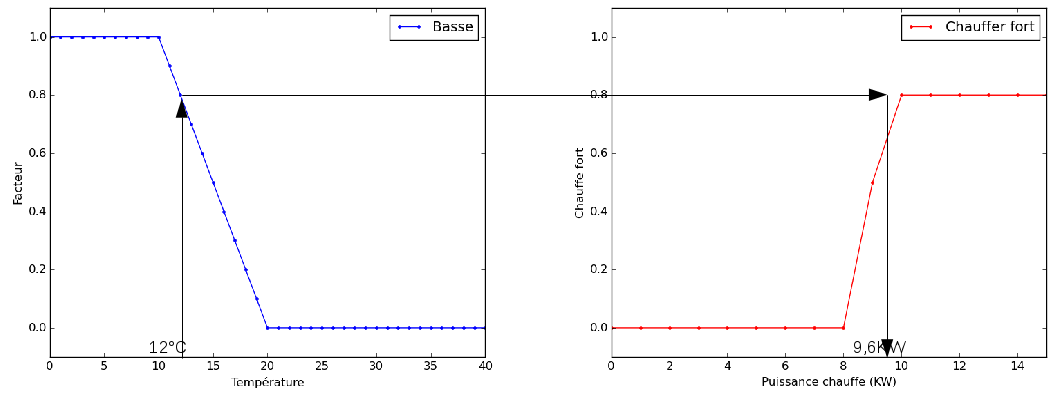 Basse
1.0
0.8
0.6
0.4
0.2
0.0
Facteur
12°C
0 5 10 15 20 25 30 35 40
Température
Chauffer fort
1.0
0.8
0.6
0.4
0.2
0.0
Chauffe fort
9,6KW
0 2 4 6 8 10 12 14
Puissance chauffe (KW)